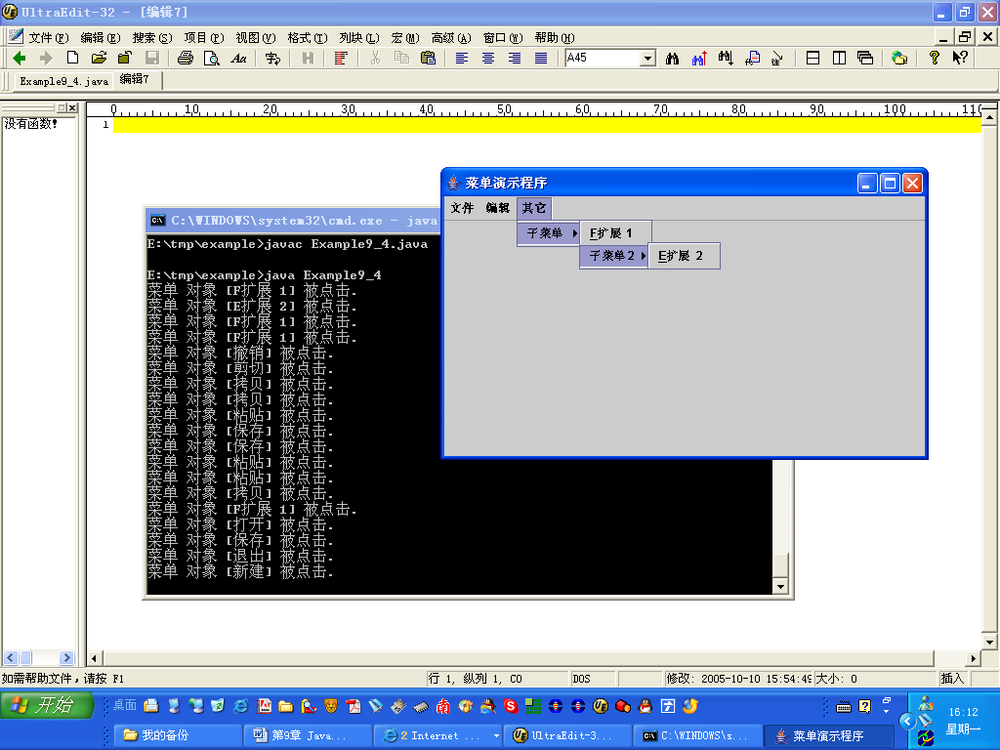 UltraEdit-32 - [编辑7]
文件(F) 编辑(E) 搜索(S) 项目(P) 视图(V) 格式(T) 列块(L) 宏(M) 高级(A) 窗口(W) 帮助(H)
A45
Example9_4.java 编辑7
没有函数!
0 10 20 30 40 50 60 70 80 90 100 110
1
菜单演示程序
文件 编辑 其它
子菜单 F扩展 1
子菜单2 E扩展 2
C:\WINDOWS\system32\cmd.exe - java
E:\tmp\example>javac Example9_4.java
E:\tmp\example>java Example9_4
菜单 对象 [F扩展 1] 被点击.
菜单 对象 [E扩展 2] 被点击.
菜单 对象 [F扩展 1] 被点击.
菜单 对象 [F扩展 1] 被点击.
菜单 对象 [撤销] 被点击.
菜单 对象 [剪切] 被点击.
菜单 对象 [拷贝] 被点击.
菜单 对象 [拷贝] 被点击.
菜单 对象 [粘贴] 被点击.
菜单 对象 [保存] 被点击.
菜单 对象 [保存] 被点击.
菜单 对象 [粘贴] 被点击.
菜单 对象 [粘贴] 被点击.
菜单 对象 [拷贝] 被点击.
菜单 对象 [F扩展 1] 被点击.
菜单 对象 [打开] 被点击.
菜单 对象 [保存] 被点击.
菜单 对象 [退出] 被点击.
菜单 对象 [新建] 被点击.
如需帮助文件，请按 F1 行 1, 纵列 1, C0 DOS 修改: 2005-10-10 15:54:49 大小: 0 插入
开始 桌面
16:12
星期一
我的备份 第9章 Java... 2 Internet ... UltraEdit-3... C:\WINDOWS\s... 菜单演示程序